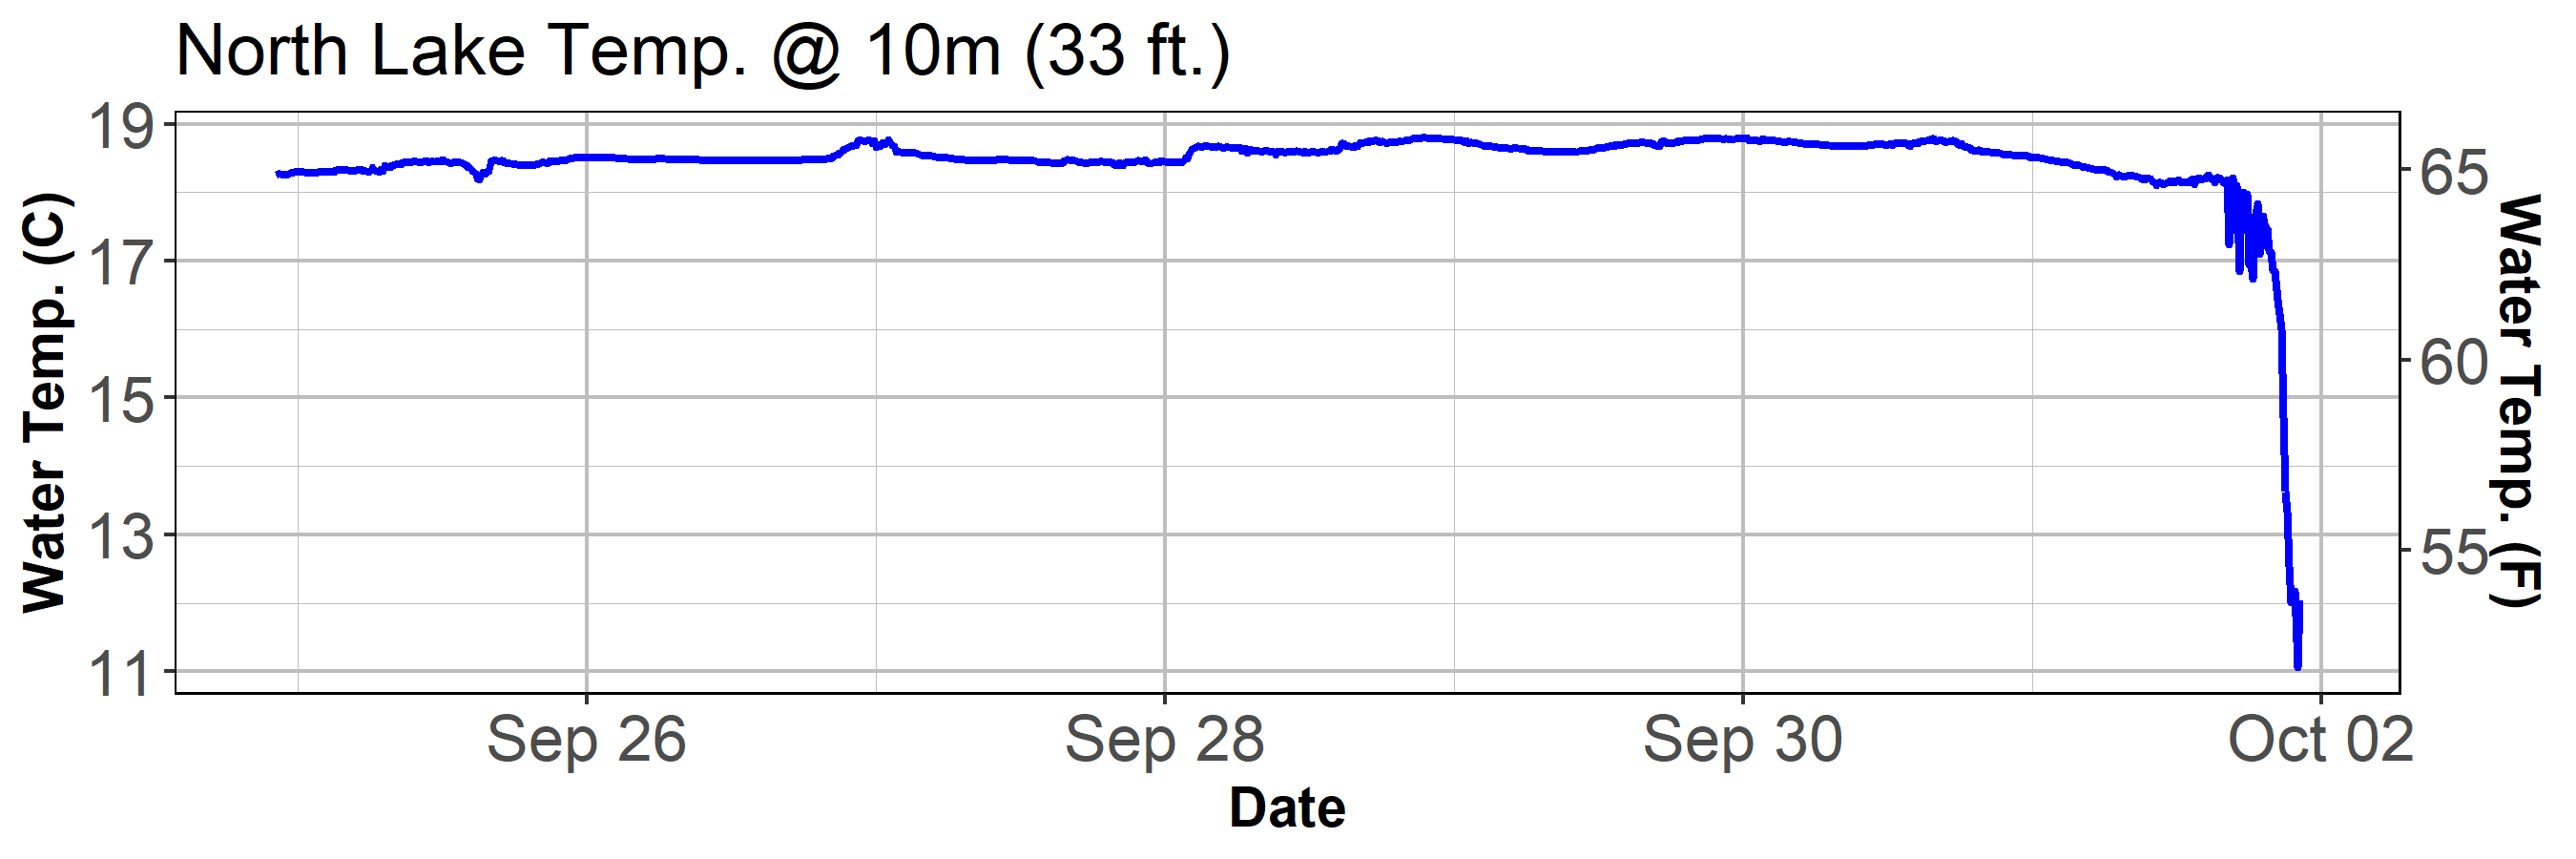 North Lake Temp. @ 10m (33 ft.)
19
17
15
13
11
Water Temp. (C)
65
60
55
Water Temp. (F)
Sep 26
Sep 28
Sep 30
Oct 02
Date